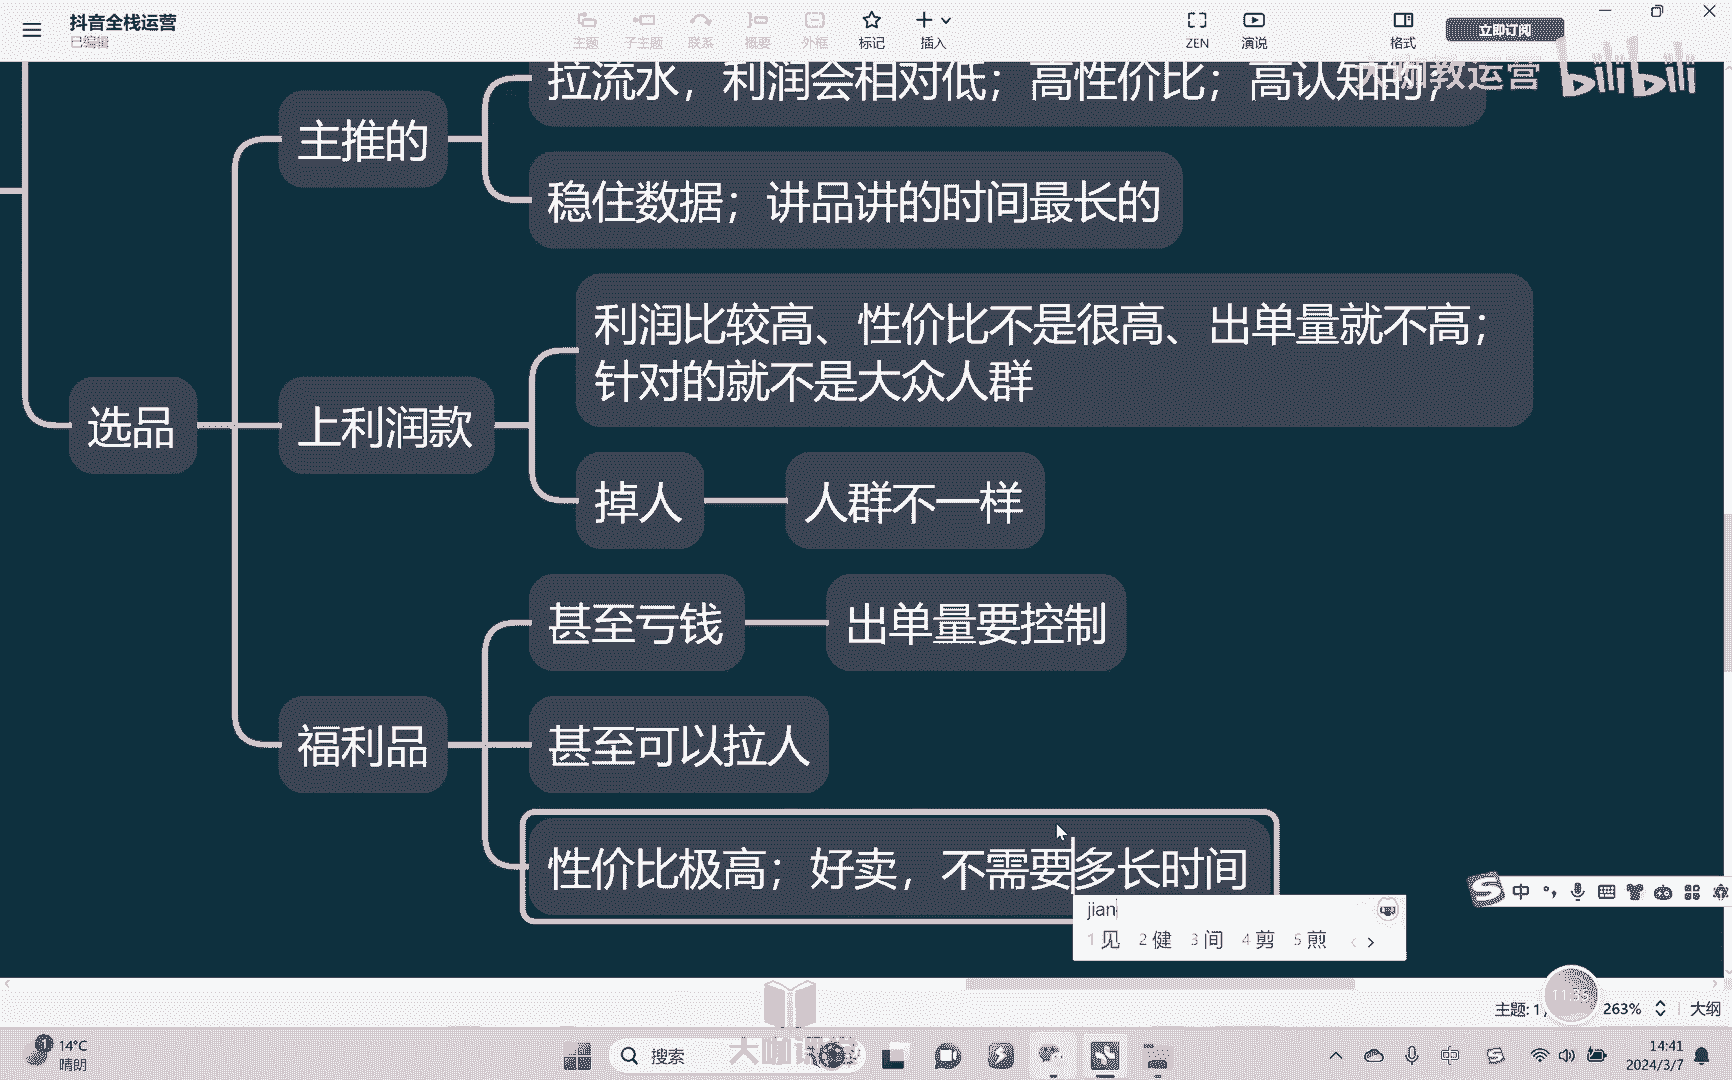 抖音全栈运营
已编辑
主题
子主题
联系
概要
外框
标记
插入
ZEN
演说
格式
立即订阅
教运营
bilibili
拉流水，利润会相对低；高性价比；高认知的，
主推的
稳住数据；讲品讲的时间最长的
利润比较高、性价比不是很高、出单量就不高；
针对的就不是大众人群
选品
上利润款
掉人
人群不一样
甚至亏钱
出单量要控制
福利品
甚至可以拉人
性价比极高；好卖，不需要多长时间
jian
1 见 2 健 3 间 4 剪 5 煎
中
主题: 1
263%
大纲
14°C
晴朗
搜索
大咖
中
14:41
2024/3/7